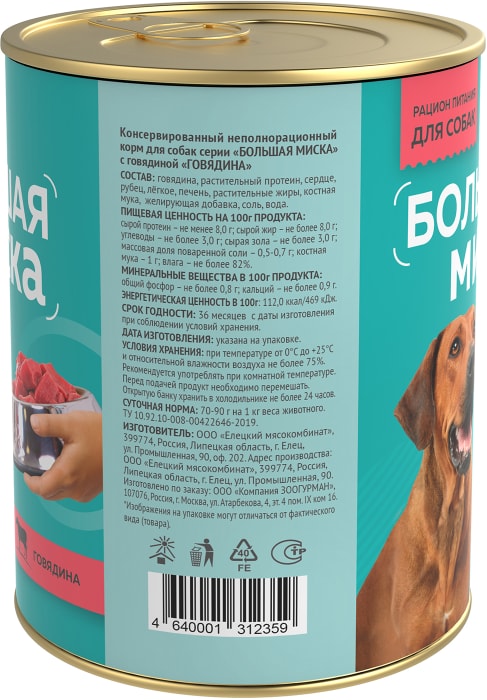 РАЦИОН ПИТАНИЯ
ДЛЯ СОБАК
Консервированный неполнорационный
корм для собак серии «БОЛЬШАЯ МИСКА»
с говядиной «ГОВЯДИНА»
СОСТАВ: говядина, растительный протеин, сердце,
рубец, лёгкое, печень, растительные жиры, костная
мука, желирующая добавка, соль, вода.
ПИЩЕВАЯ ЦЕННОСТЬ НА 100г ПРОДУКТА:
сырой протеин – не менее 8,0 г; сырой жир – не более 8,0 г;
углеводы – не более 3,0 г; сырая зола – не более 3,0 г;
массовая доля поваренной соли – 0,5-0,7 г; костная
мука – 1 г; влага – не более 82%.
МИНЕРАЛЬНЫЕ ВЕЩЕСТВА В 100г ПРОДУКТА:
общий фосфор – не более 0,8 г; кальций – не более 0,9 г.
ЭНЕРГЕТИЧЕСКАЯ ЦЕННОСТЬ В 100г: 112,0 ккал/469 кДж.
СРОК ГОДНОСТИ: 36 месяцев с даты изготовления
при соблюдении условий хранения.
ДАТА ИЗГОТОВЛЕНИЯ: указана на упаковке.
УСЛОВИЯ ХРАНЕНИЯ: при температуре от 0°С до +25°С
и относительной влажности воздуха не более 75%.
Рекомендуется употреблять при комнатной температуре.
Перед подачей продукт необходимо перемешать.
Открытую банку хранить в холодильнике не более 24 часов.
СУТОЧНАЯ НОРМА: 70-90 г на 1 кг веса животного.
ТУ 10.92.10-008-00422646-2019.
ИЗГОТОВИТЕЛЬ: ООО «Елецкий мясокомбинат»,
399774, Россия, Липецкая область, г. Елец,
ул. Промышленная, 90, оф. 202. Адрес производства:
ООО «Елецкий мясокомбинат», 399774, Россия,
Липецкая область, г. Елец, ул. Промышленная, 90.
Изготовлено по заказу: ООО «Компания ЗООГУРМАН»,
107076, Россия, г. Москва, ул. Атарбекова, 4, эт. 4 пом. IX ком 16.
*Изображения на упаковке могут отличаться от фактического
вида (товара).
40
FE
СТР
4 640001 312359
БОЛЬ
МИ
ШАЯ
ка
ГОВЯДИНА